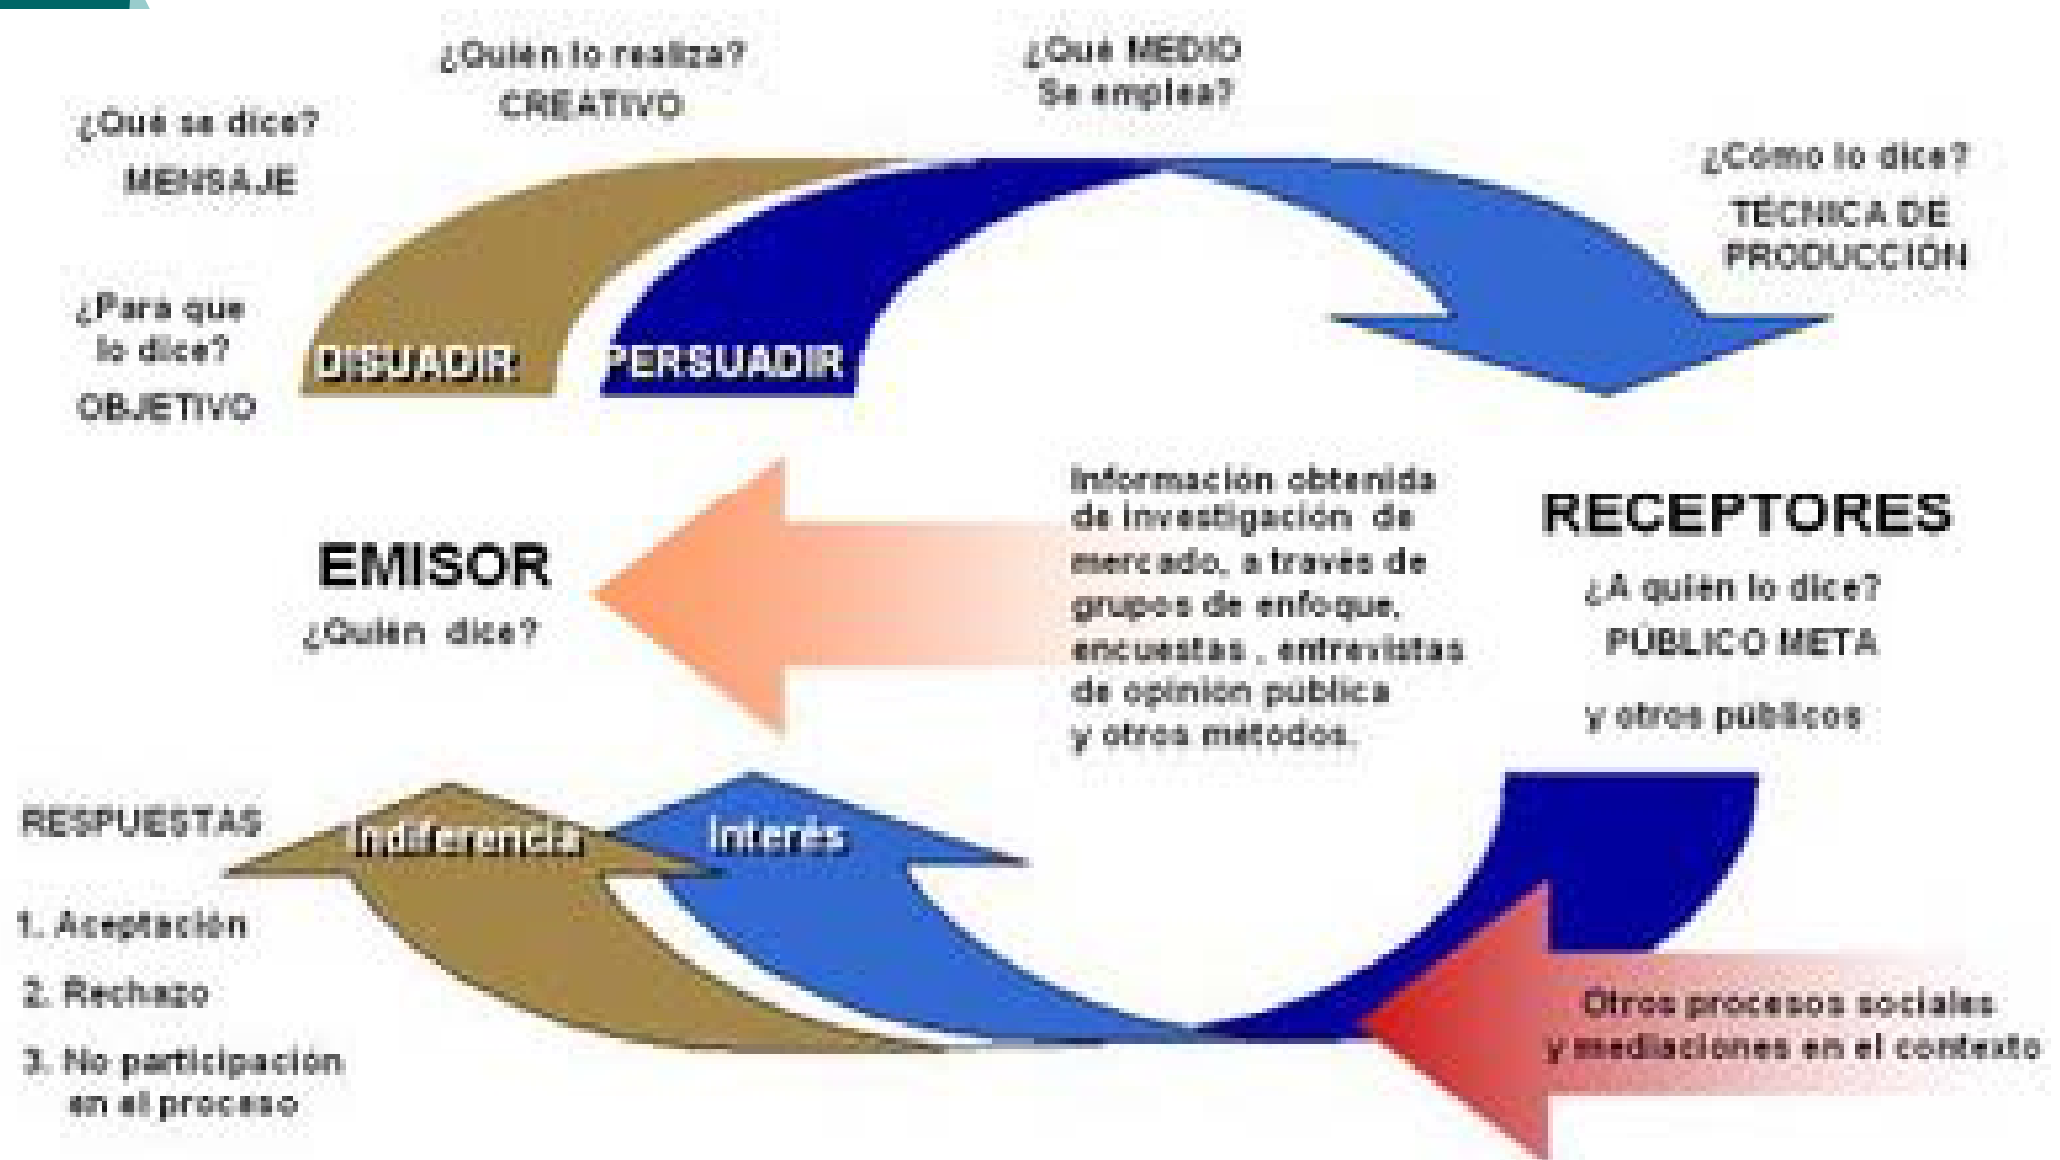 ¿Quién lo realiza?
CREATIVO
¿Qué MEDIO
Se emplea?
¿Qué se dice?
MENSAJE
¿Cómo lo dice?
TÉCNICA DE
PRODUCCIÓN
¿Para que
lo dice?
OBJETIVO
DISUADIR
PERSUADIR
EMISOR
¿Quién dice?
Información obtenida
de investigación de
mercado, a través de
grupos de enfoque,
encuestas , entrevistas
de opinión pública
y otros métodos.
RECEPTORES
¿A quién lo dice?
PÚBLICO META
y otros públicos
RESPUESTAS
Indiferencia
Interés
1. Aceptación
2. Rechazo
3. No participación
en el proceso
Otros procesos sociales
y mediaciones en el contexto